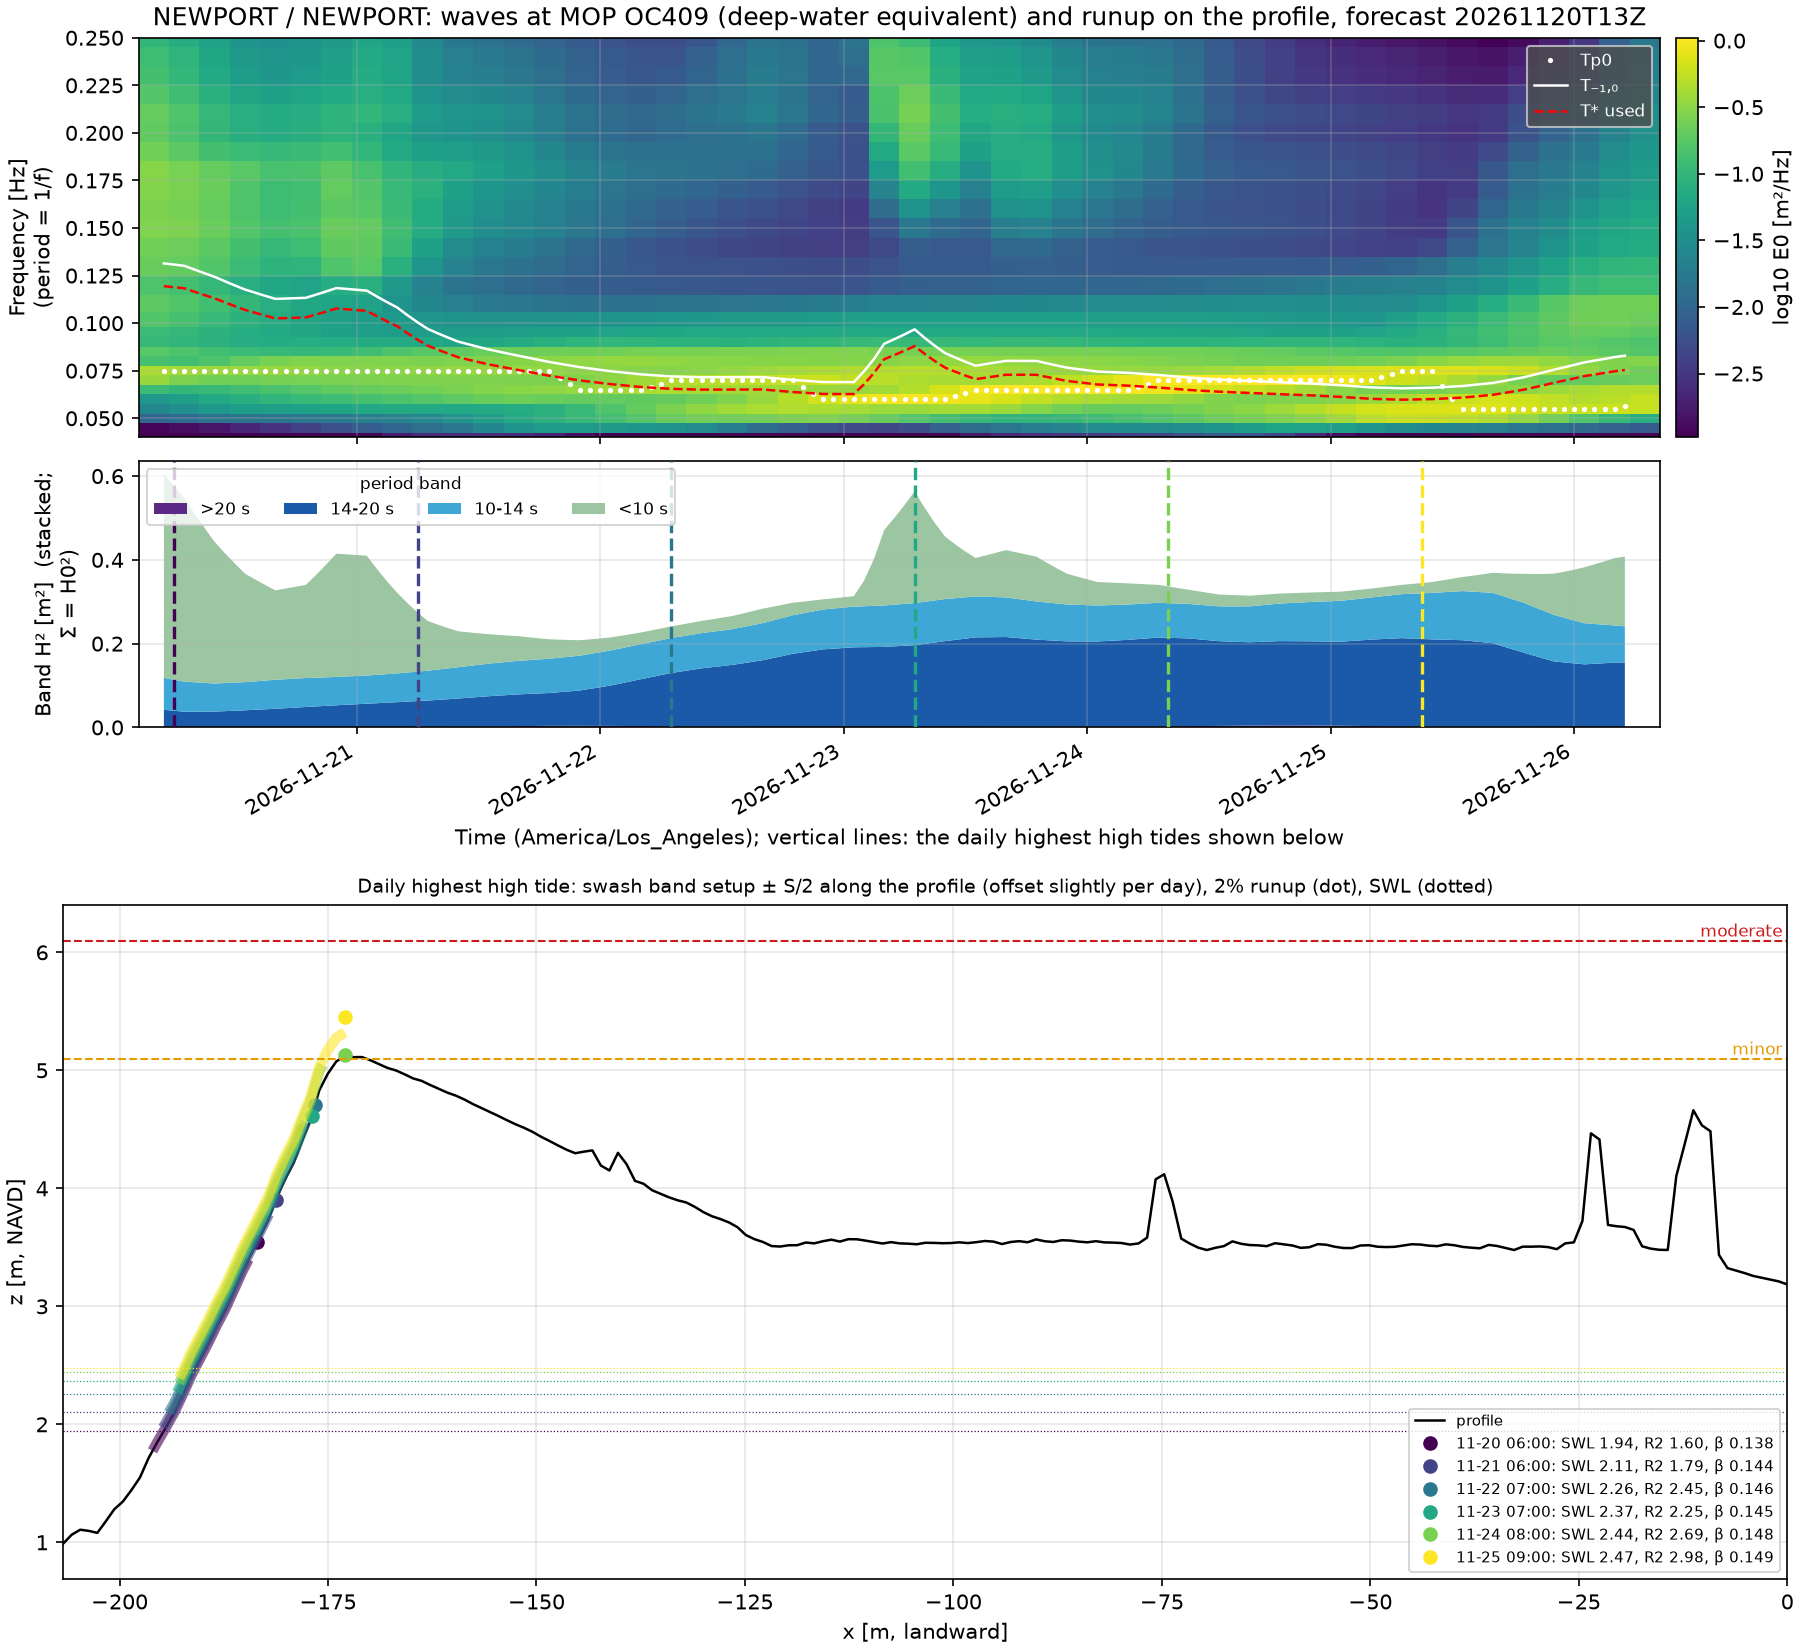 NEWPORT / NEWPORT: waves at MOP OC409 (deep-water equivalent) and runup on the profile, forecast 20261120T13Z
0.250
0.225
0.200
0.175
0.150
0.125
0.100
0.075
0.050
Frequency [Hz]
(period = 1/f)
Tp0
T₋₁,₀
T* used
0.0
−0.5
−1.0
−1.5
−2.0
−2.5
log10 E0 [m²/Hz]
0.6
0.4
0.2
0.0
Band H² [m²]  (stacked;
Σ = H0²)
period band
>20 s
14-20 s
10-14 s
<10 s
2026-11-21
2026-11-22
2026-11-23
2026-11-24
2026-11-25
2026-11-26
Time (America/Los_Angeles); vertical lines: the daily highest high tides shown below
Daily highest high tide: swash band setup ± S/2 along the profile (offset slightly per day), 2% runup (dot), SWL (dotted)
moderate
minor
6
5
4
3
2
1
z [m, NAVD]
profile
11-20 06:00: SWL 1.94, R2 1.60, β 0.138
11-21 06:00: SWL 2.11, R2 1.79, β 0.144
11-22 07:00: SWL 2.26, R2 2.45, β 0.146
11-23 07:00: SWL 2.37, R2 2.25, β 0.145
11-24 08:00: SWL 2.44, R2 2.69, β 0.148
11-25 09:00: SWL 2.47, R2 2.98, β 0.149
−200
−175
−150
−125
−100
−75
−50
−25
0
x [m, landward]